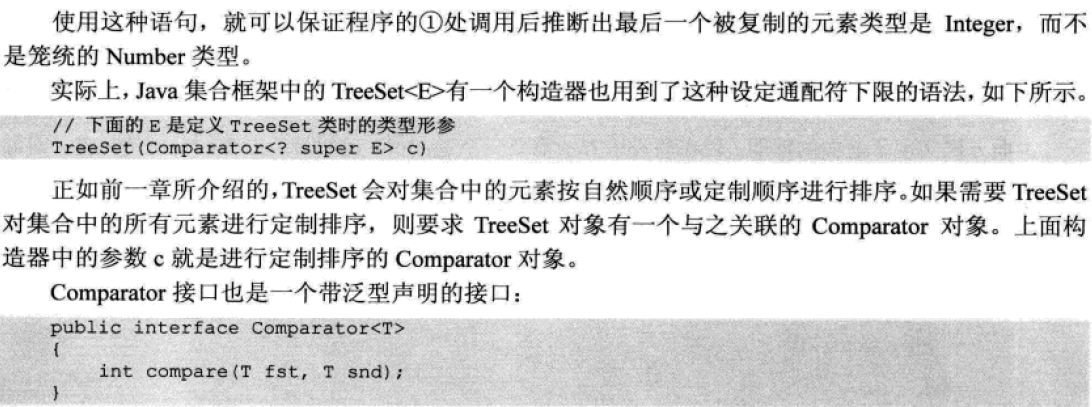 使用这种语句，就可以保证程序的①处调用后推断出最后一个被复制的元素类型是 Integer，而不
是笼统的 Number 类型。
实际上，Java 集合框架中的 TreeSet<E>有一个构造器也用到了这种设定通配符下限的语法，如下所示。
// 下面的 E 是定义 TreeSet 类时的类型形参
TreeSet(Comparator<? super E> c)
正如前一章所介绍的，TreeSet 会对集合中的元素按自然顺序或定制顺序进行排序。如果需要 TreeSet
对集合中的所有元素进行定制排序，则要求 TreeSet 对象有一个与之关联的 Comparator 对象。上面构
造器中的参数 c 就是进行定制排序的 Comparator 对象。
Comparator 接口也是一个带泛型声明的接口：
public interface Comparator<T>
{
int compare(T fst, T snd);
}